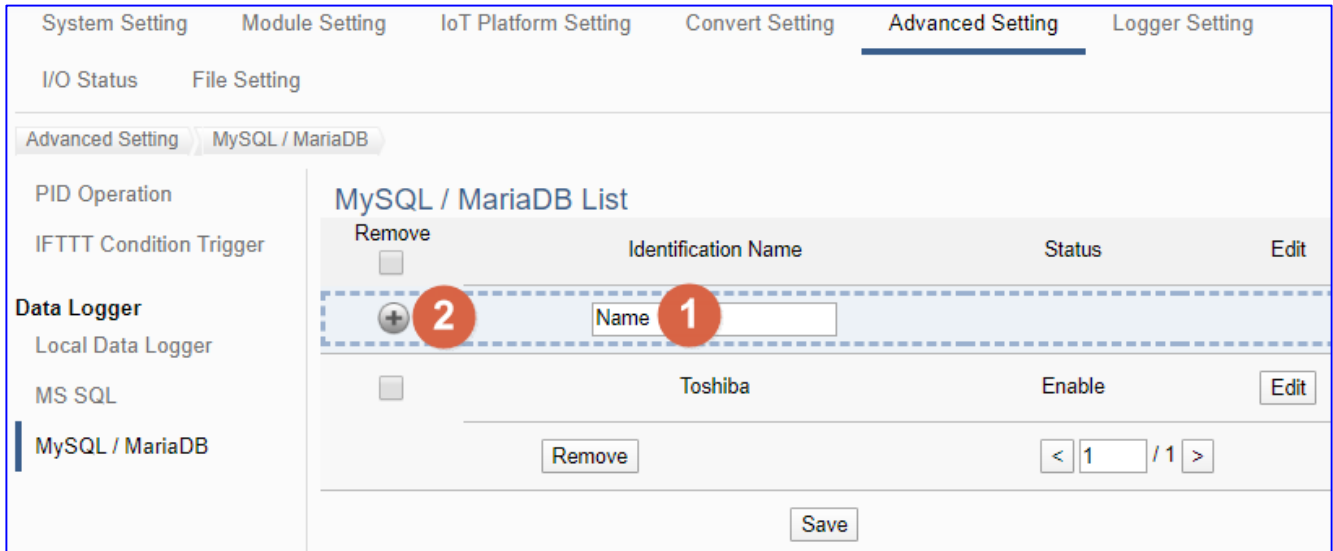 System Setting Module Setting IoT Platform Setting Convert Setting Advanced Setting Logger Setting
I/O Status File Setting
Advanced Setting MySQL / MariaDB
PID Operation
IFTTT Condition Trigger
Data Logger
Local Data Logger
MS SQL
MySQL / MariaDB
MySQL / MariaDB List
Remove Identification Name Status Edit
2 Name 1
Toshiba Enable Edit
Remove < 1 / 1 >
Save